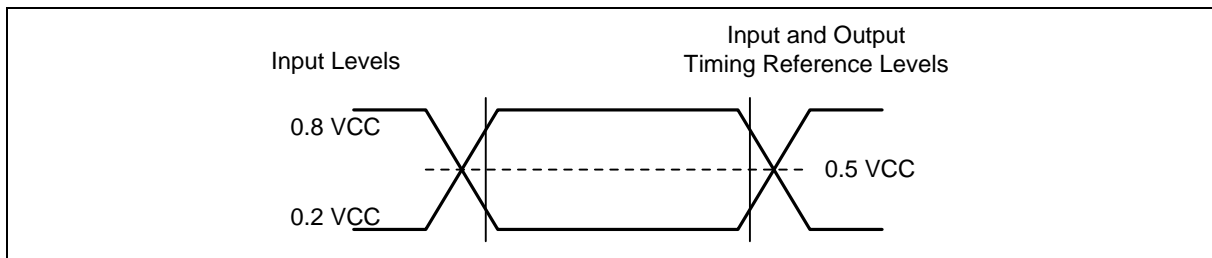 Input Levels
Input and Output
Timing Reference Levels
0.8 VCC
0.5 VCC
0.2 VCC